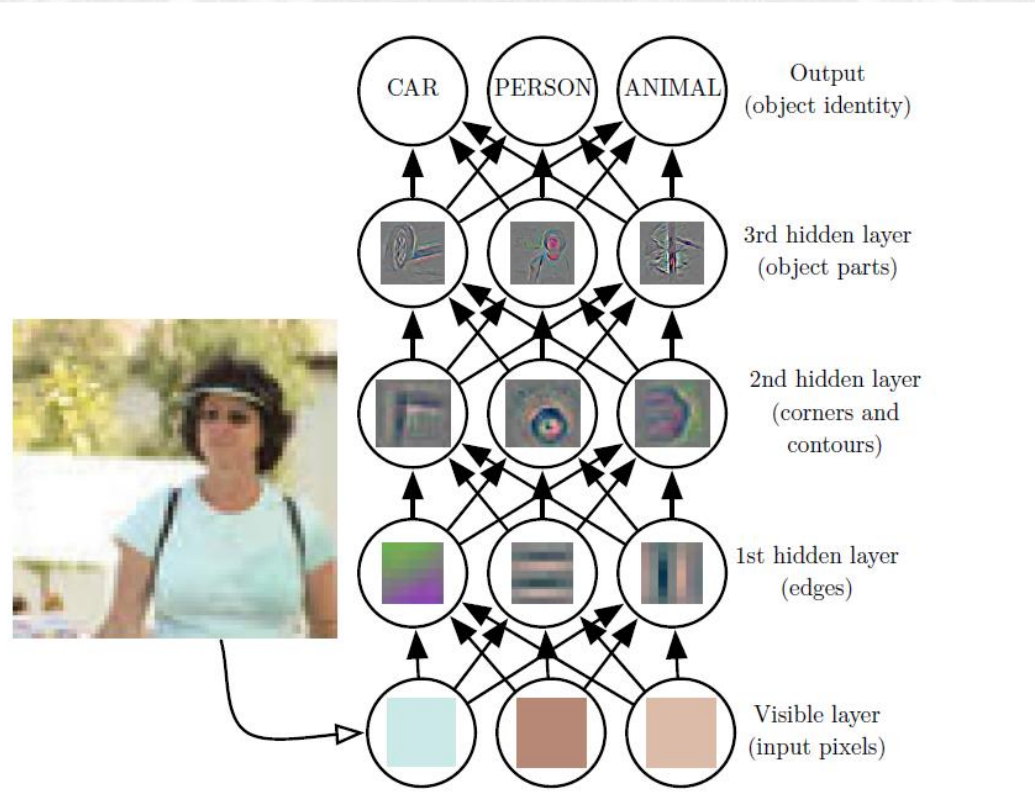 CAR PERSON ANIMAL
Output
(object identity)
3rd hidden layer
(object parts)
2nd hidden layer
(corners and
contours)
1st hidden layer
(edges)
Visible layer
(input pixels)